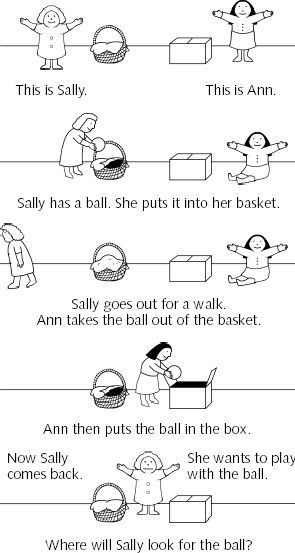 This is Sally.
This is Ann.
Sally has a ball. She puts it into her basket.
Sally goes out for a walk.
Ann takes the ball out of the basket.
Ann then puts the ball in the box.
Now Sally
comes back.
She wants to play
with the ball.
Where will Sally look for the ball?